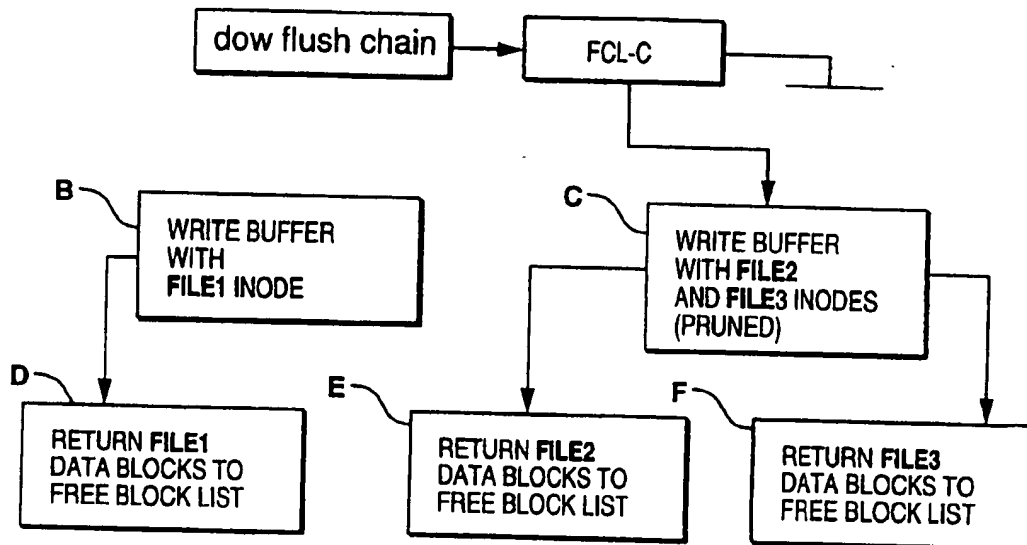 dow flush chain
FCL-C
B
WRITE BUFFER
WITH
FILE1 INODE
C
WRITE BUFFER
WITH FILE2
AND FILE3 INODES
(PRUNED)
D
RETURN FILE1
DATA BLOCKS TO
FREE BLOCK LIST
E
RETURN FILE2
DATA BLOCKS TO
FREE BLOCK LIST
F
RETURN FILE3
DATA BLOCKS TO
FREE BLOCK LIST